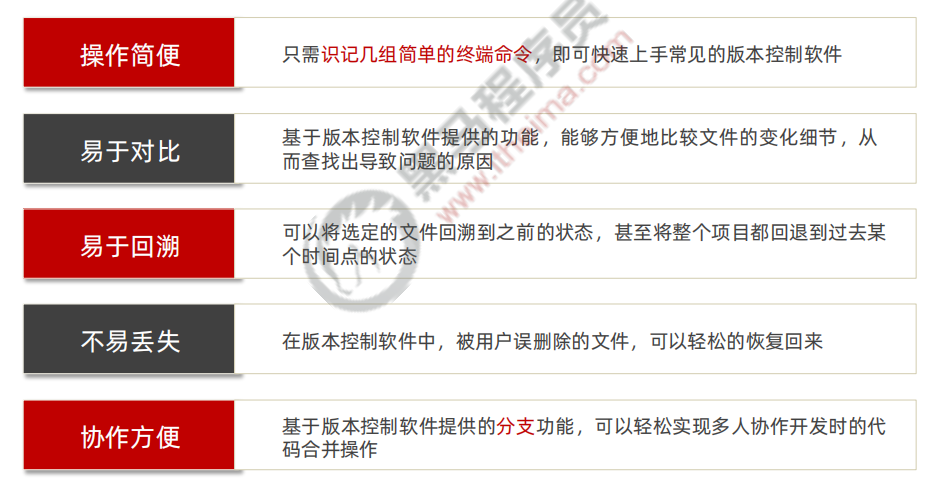 操作简便
只需识记几组简单的终端命令，即可快速上手常见的版本控制软件
易于对比
基于版本控制软件提供的功能，能够方便地比较文件的变化细节，从
而查找出导致问题的原因
易于回溯
可以将选定的文件回溯到之前的状态，甚至将整个项目都回退到过去某
个时间点的状态
不易丢失
在版本控制软件中，被用户误删除的文件，可以轻松的恢复回来
协作方便
基于版本控制软件提供的分支功能，可以轻松实现多人协作开发时的代
码合并操作
黑马程序员
www.itheima.com